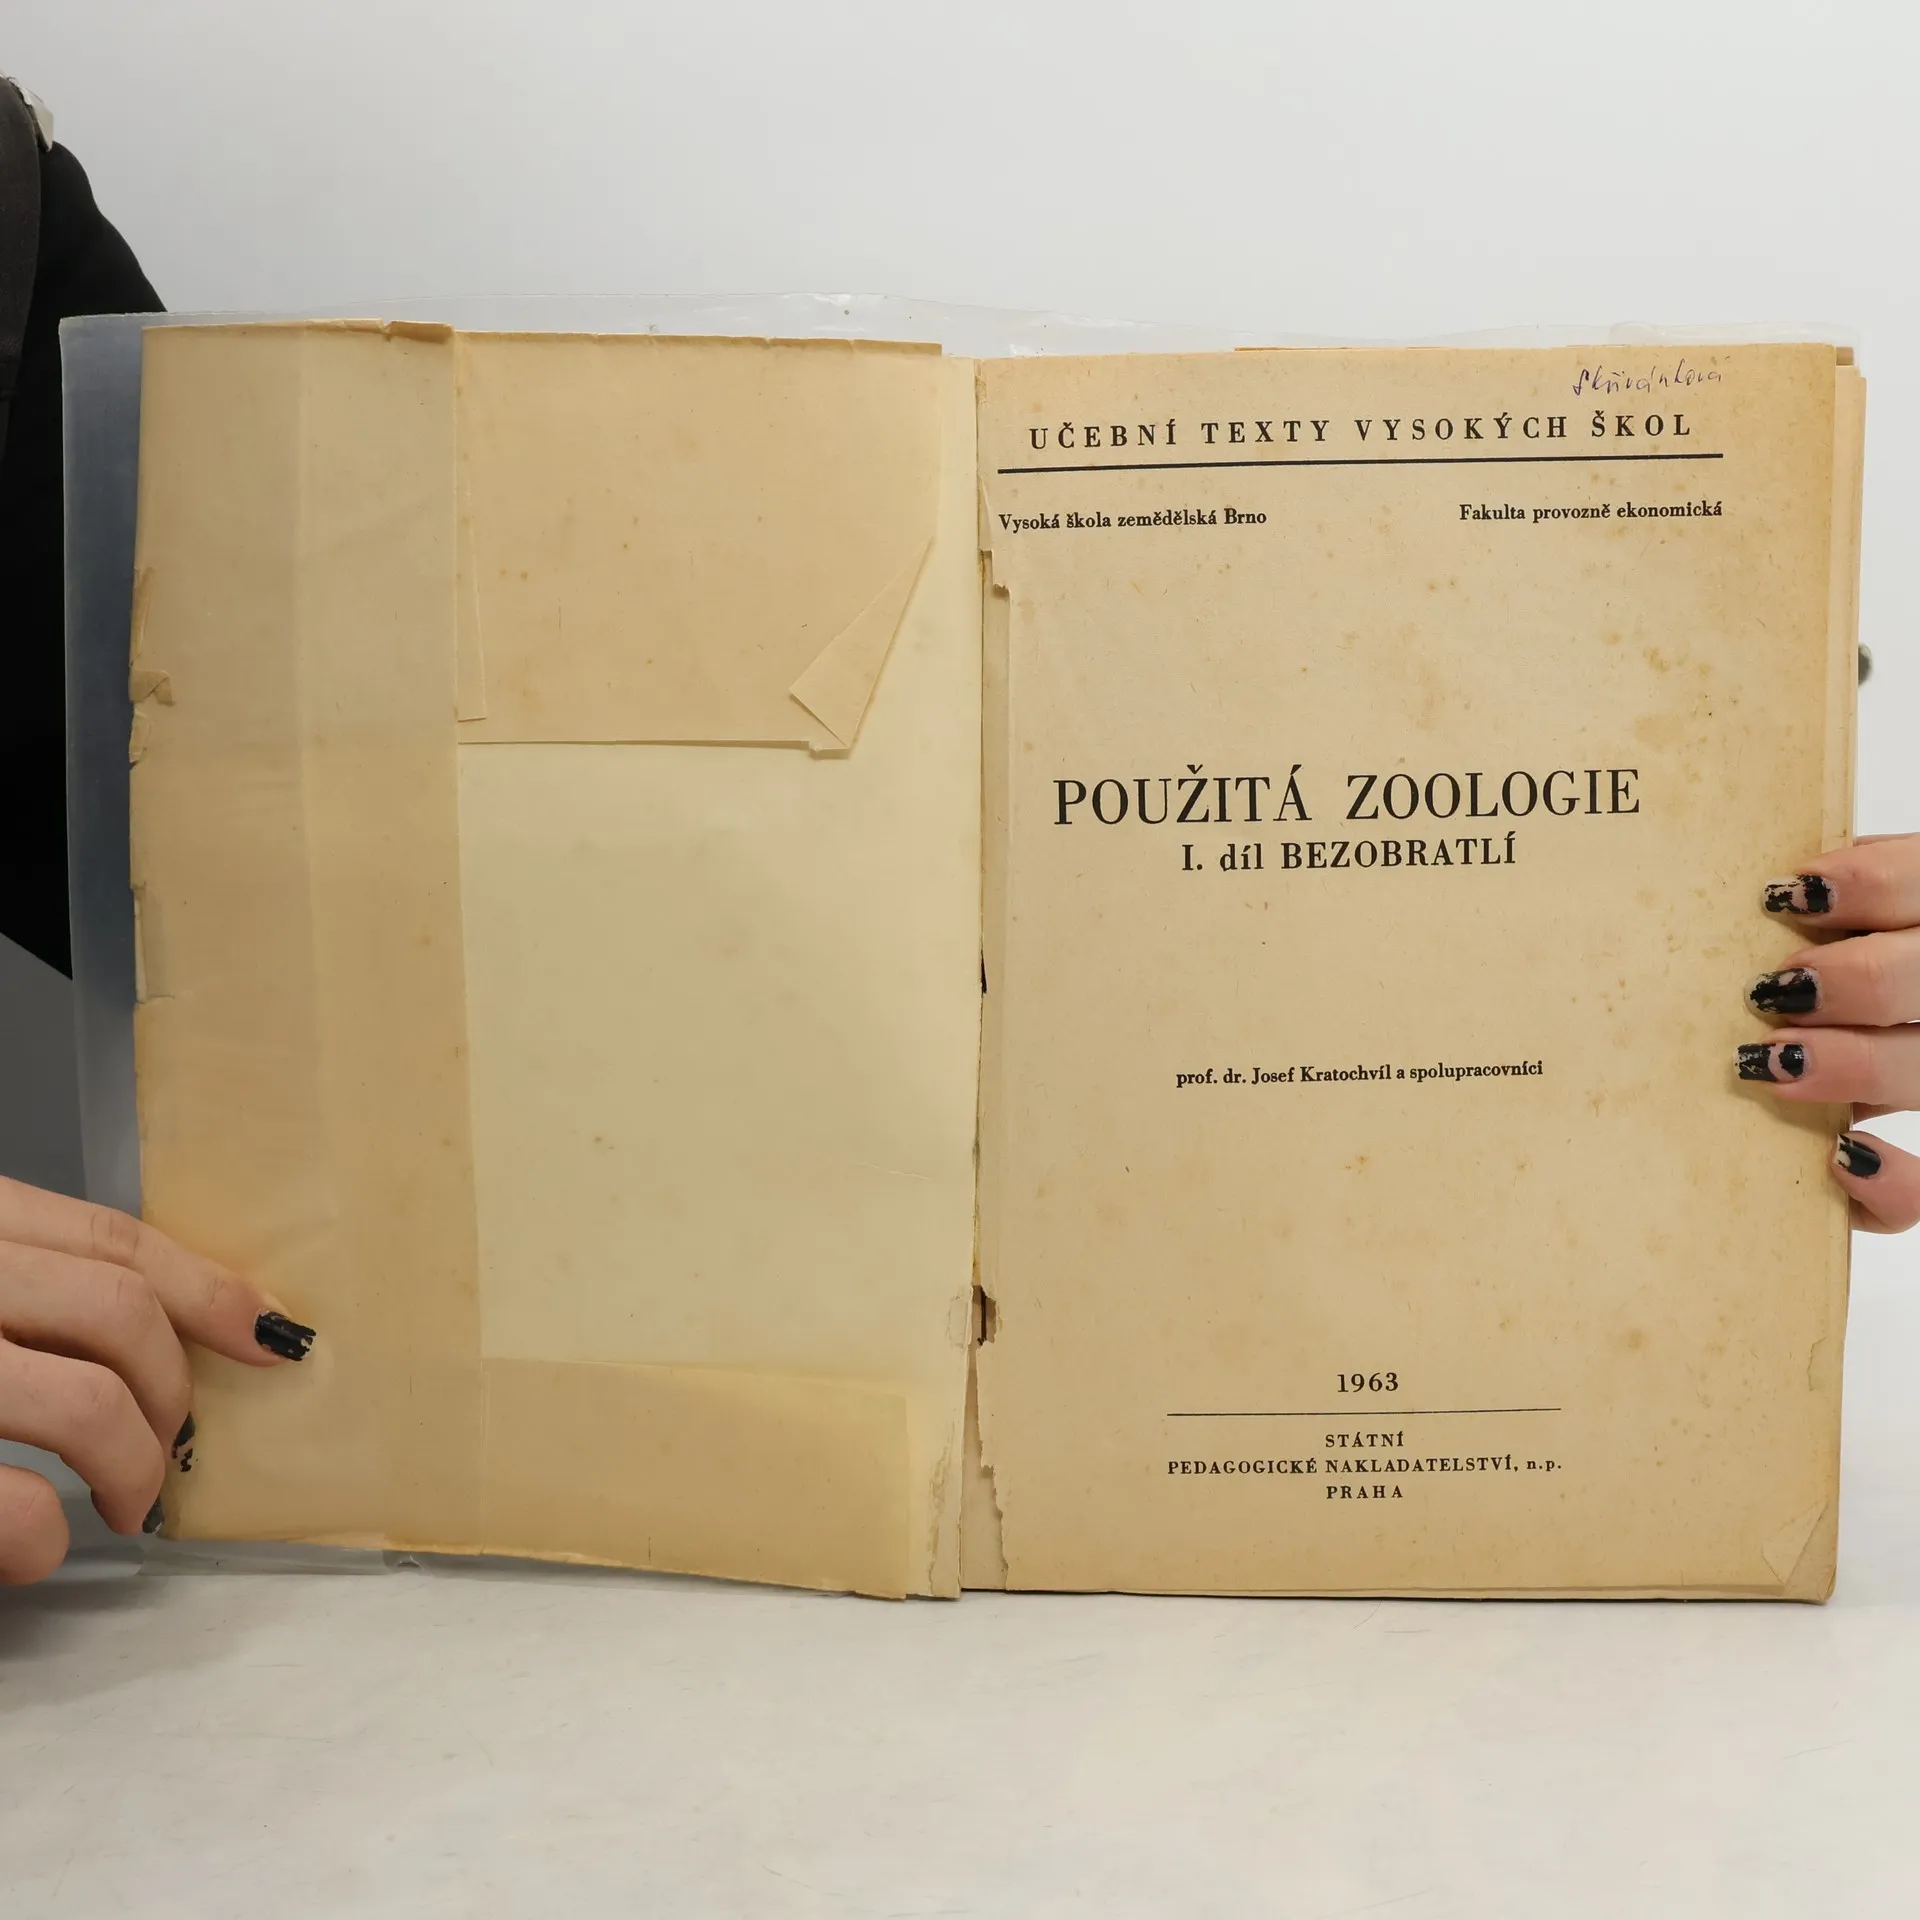 Skřivánková
UČEBNÍ TEXTY VYSOKÝCH ŠKOL
Vysoká škola zemědělská Brno Fakulta provozně ekonomická
POUŽITÁ ZOOLOGIE
I. díl BEZOBRATLÍ
prof. dr. Josef Kratochvíl a spolupracovníci
1963
STÁTNÍ
PEDAGOGICKÉ NAKLADATELSTVÍ, n.p.
PRAHA